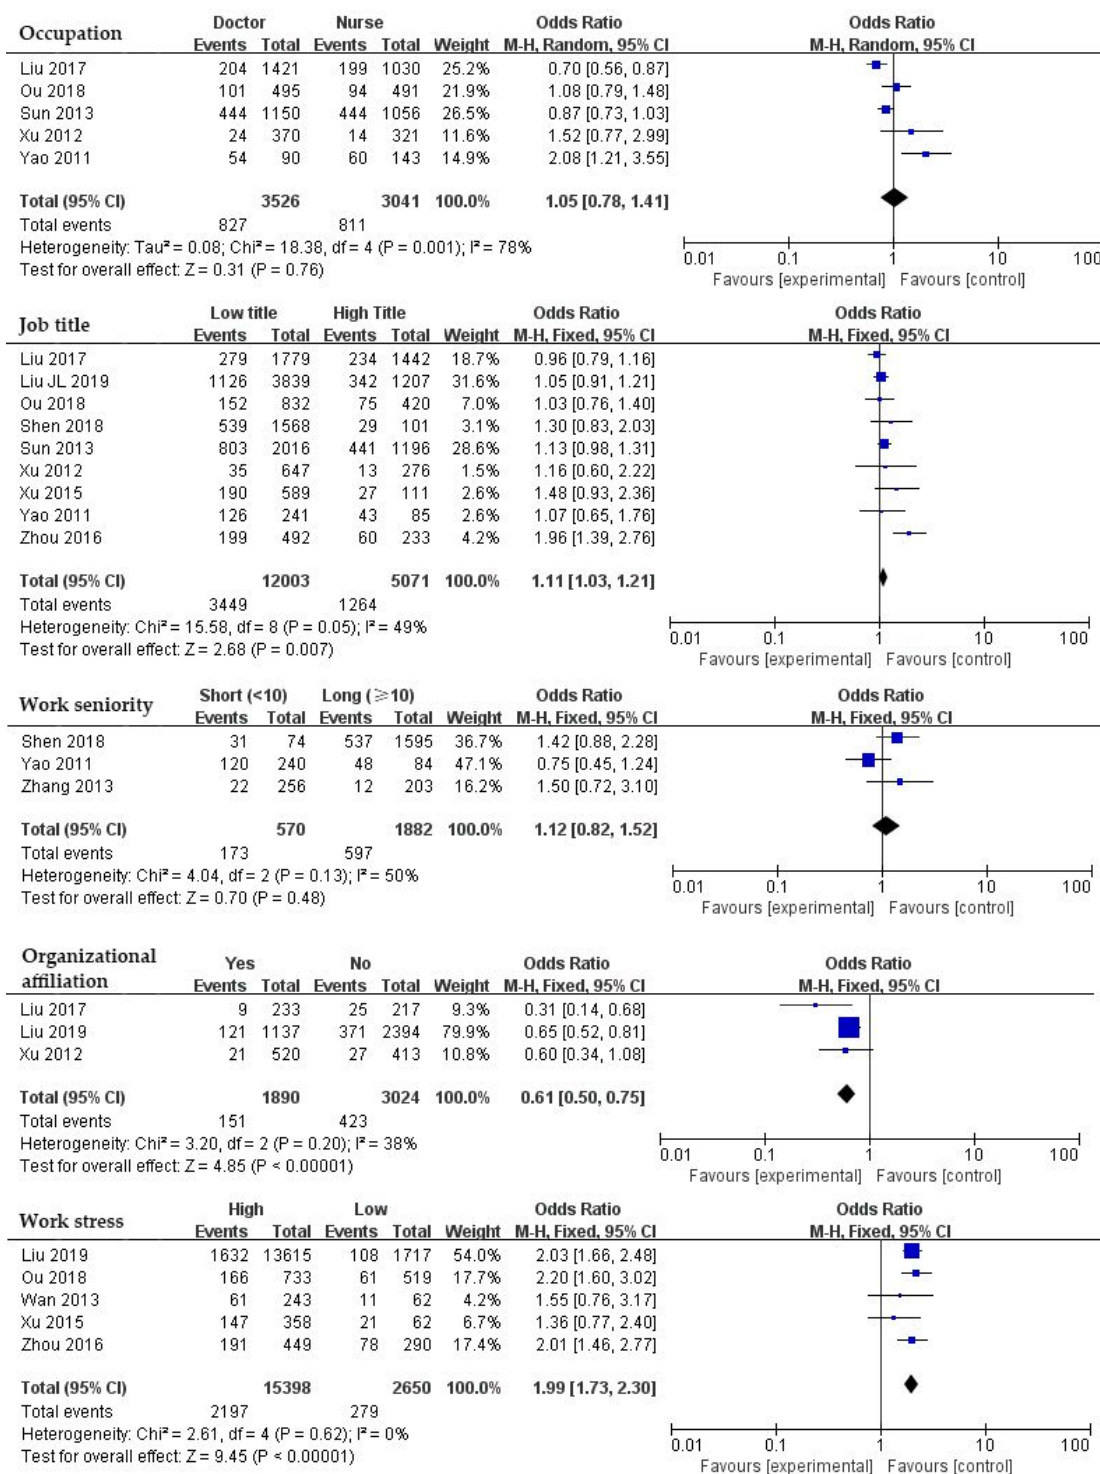 Occupation Doctor Nurse Odds Ratio Odds Ratio
Events Total Events Total Weight M-H, Random, 95% CI M-H, Random, 95% CI
Liu 2017 204 1421 199 1030 25.2% 0.70 [0.56, 0.87]
Ou 2018 101 495 94 491 21.9% 1.08 [0.79, 1.48]
Sun 2013 444 1150 444 1056 26.5% 0.87 [0.73, 1.03]
Xu 2012 24 370 14 321 11.6% 1.52 [0.77, 2.99]
Yao 2011 54 90 60 143 14.9% 2.08 [1.21, 3.55]
Total (95% CI) 3526 3041 100.0% 1.05 [0.78, 1.41]
Total events 827 811
Heterogeneity: Tau² = 0.08; Chi² = 18.38, df = 4 (P = 0.001); I² = 78%
Test for overall effect: Z = 0.31 (P = 0.76)
0.01 0.1 1 10 100
Favours [experimental] Favours [control]
Job title Low title High Title Odds Ratio Odds Ratio
Events Total Events Total Weight M-H, Fixed, 95% CI M-H, Fixed, 95% CI
Liu 2017 279 1779 234 1442 18.7% 0.96 [0.79, 1.16]
Liu JL 2019 1126 3839 342 1207 31.6% 1.05 [0.91, 1.21]
Ou 2018 152 832 75 420 7.0% 1.03 [0.76, 1.40]
Shen 2018 539 1568 29 101 3.1% 1.30 [0.83, 2.03]
Sun 2013 803 2016 441 1196 28.6% 1.13 [0.98, 1.31]
Xu 2012 35 647 13 276 1.5% 1.16 [0.60, 2.22]
Xu 2015 190 589 27 111 2.6% 1.48 [0.93, 2.36]
Yao 2011 126 241 43 85 2.6% 1.07 [0.65, 1.76]
Zhou 2016 199 492 60 233 4.2% 1.96 [1.39, 2.76]
Total (95% CI) 12003 5071 100.0% 1.11 [1.03, 1.21]
Total events 3449 1264
Heterogeneity: Chi² = 15.58, df = 8 (P = 0.05); I² = 49%
Test for overall effect: Z = 2.68 (P = 0.007)
0.01 0.1 1 10 100
Favours [experimental] Favours [control]
Work seniority Short (<10) Long (≥10) Odds Ratio Odds Ratio
Events Total Events Total Weight M-H, Fixed, 95% CI M-H, Fixed, 95% CI
Shen 2018 31 74 537 1595 36.7% 1.42 [0.88, 2.28]
Yao 2011 120 240 48 84 47.1% 0.75 [0.45, 1.24]
Zhang 2013 22 256 12 203 16.2% 1.50 [0.72, 3.10]
Total (95% CI) 570 1882 100.0% 1.12 [0.82, 1.52]
Total events 173 597
Heterogeneity: Chi² = 4.04, df = 2 (P = 0.13); I² = 50%
Test for overall effect: Z = 0.70 (P = 0.48)
0.01 0.1 1 10 100
Favours [experimental] Favours [control]
Organizational Yes No Odds Ratio Odds Ratio
affiliation Events Total Events Total Weight M-H, Fixed, 95% CI M-H, Fixed, 95% CI
Liu 2017 9 233 25 217 9.3% 0.31 [0.14, 0.68]
Liu 2019 121 1137 371 2394 79.9% 0.65 [0.52, 0.81]
Xu 2012 21 520 27 413 10.8% 0.60 [0.34, 1.08]
Total (95% CI) 1890 3024 100.0% 0.61 [0.50, 0.75]
Total events 151 423
Heterogeneity: Chi² = 3.20, df = 2 (P = 0.20); I² = 38%
Test for overall effect: Z = 4.85 (P < 0.00001)
0.01 0.1 1 10 100
Favours [experimental] Favours [control]
Work stress High Low Odds Ratio Odds Ratio
Events Total Events Total Weight M-H, Fixed, 95% CI M-H, Fixed, 95% CI
Liu 2019 1632 13615 108 1717 54.0% 2.03 [1.66, 2.48]
Ou 2018 166 733 61 519 17.7% 2.20 [1.60, 3.02]
Wan 2013 61 243 11 62 4.2% 1.55 [0.76, 3.17]
Xu 2015 147 358 21 62 6.7% 1.36 [0.77, 2.40]
Zhou 2016 191 449 78 290 17.4% 2.01 [1.46, 2.77]
Total (95% CI) 15398 2650 100.0% 1.99 [1.73, 2.30]
Total events 2197 279
Heterogeneity: Chi² = 2.61, df = 4 (P = 0.62); I² = 0%
Test for overall effect: Z = 9.45 (P < 0.00001)
0.01 0.1 1 10 100
Favours [experimental] Favours [control]